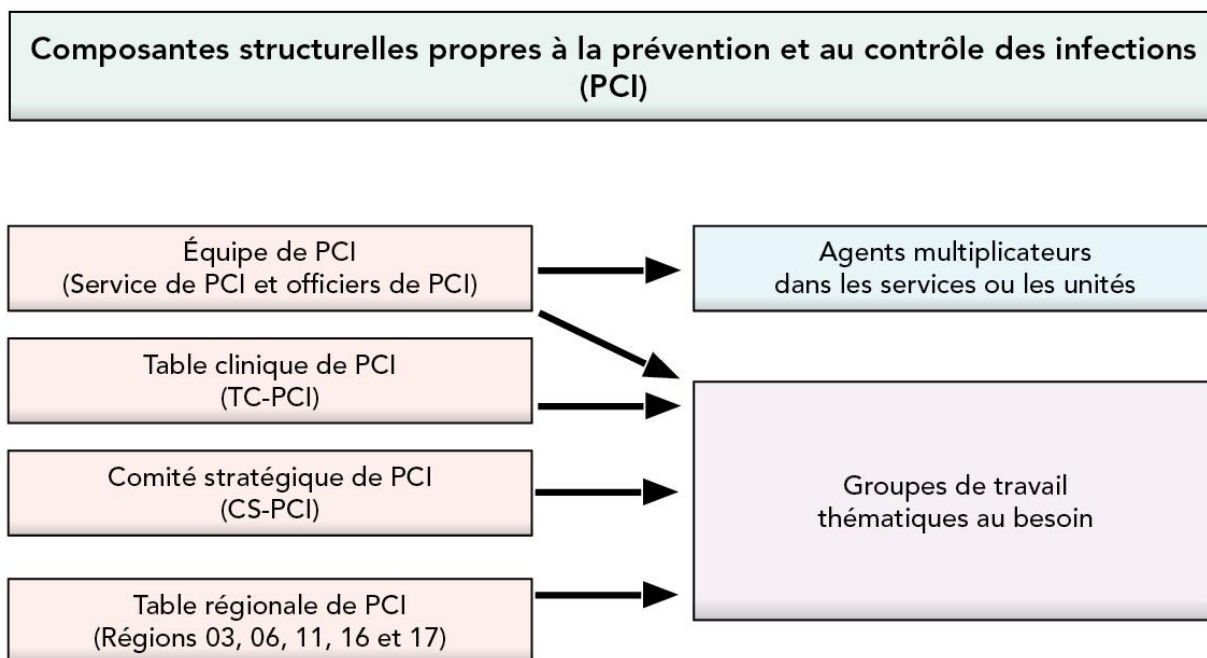 Composantes structurelles propres à la prévention et au contrôle des infections
(PCI)
Équipe de PCI
(Service de PCI et officiers de PCI)
Agents multiplicateurs
dans les services ou les unités
Table clinique de PCI
(TC-PCI)
Comité stratégique de PCI
(CS-PCI)
Groupes de travail
thématiques au besoin
Table régionale de PCI
(Régions 03, 06, 11, 16 et 17)